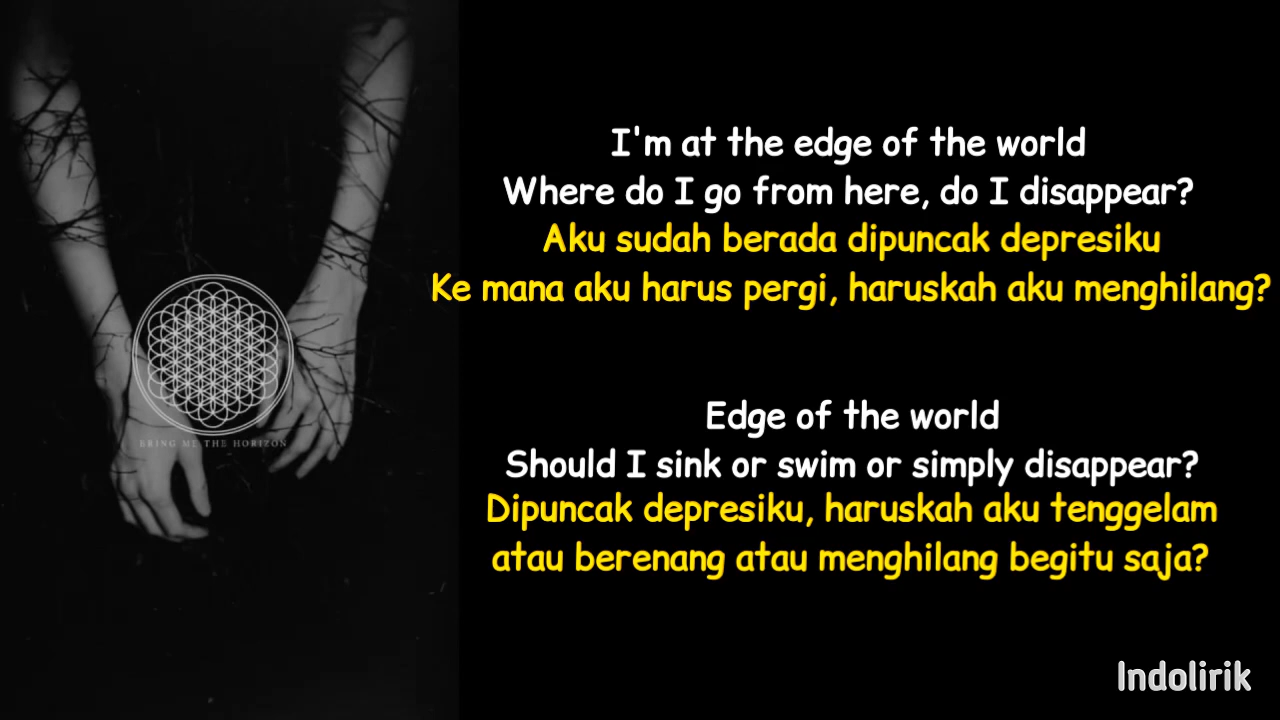 I'm at the edge of the world
Where do I go from here, do I disappear?
Aku sudah berada dipuncak depresiku
Ke mana aku harus pergi, haruskah aku menghilang?
Edge of the world
Should I sink or swim or simply disappear?
Dipuncak depresiku, haruskah aku tenggelam
atau berenang atau menghilang begitu saja?
BRING ME THE HORIZON
Indolirik